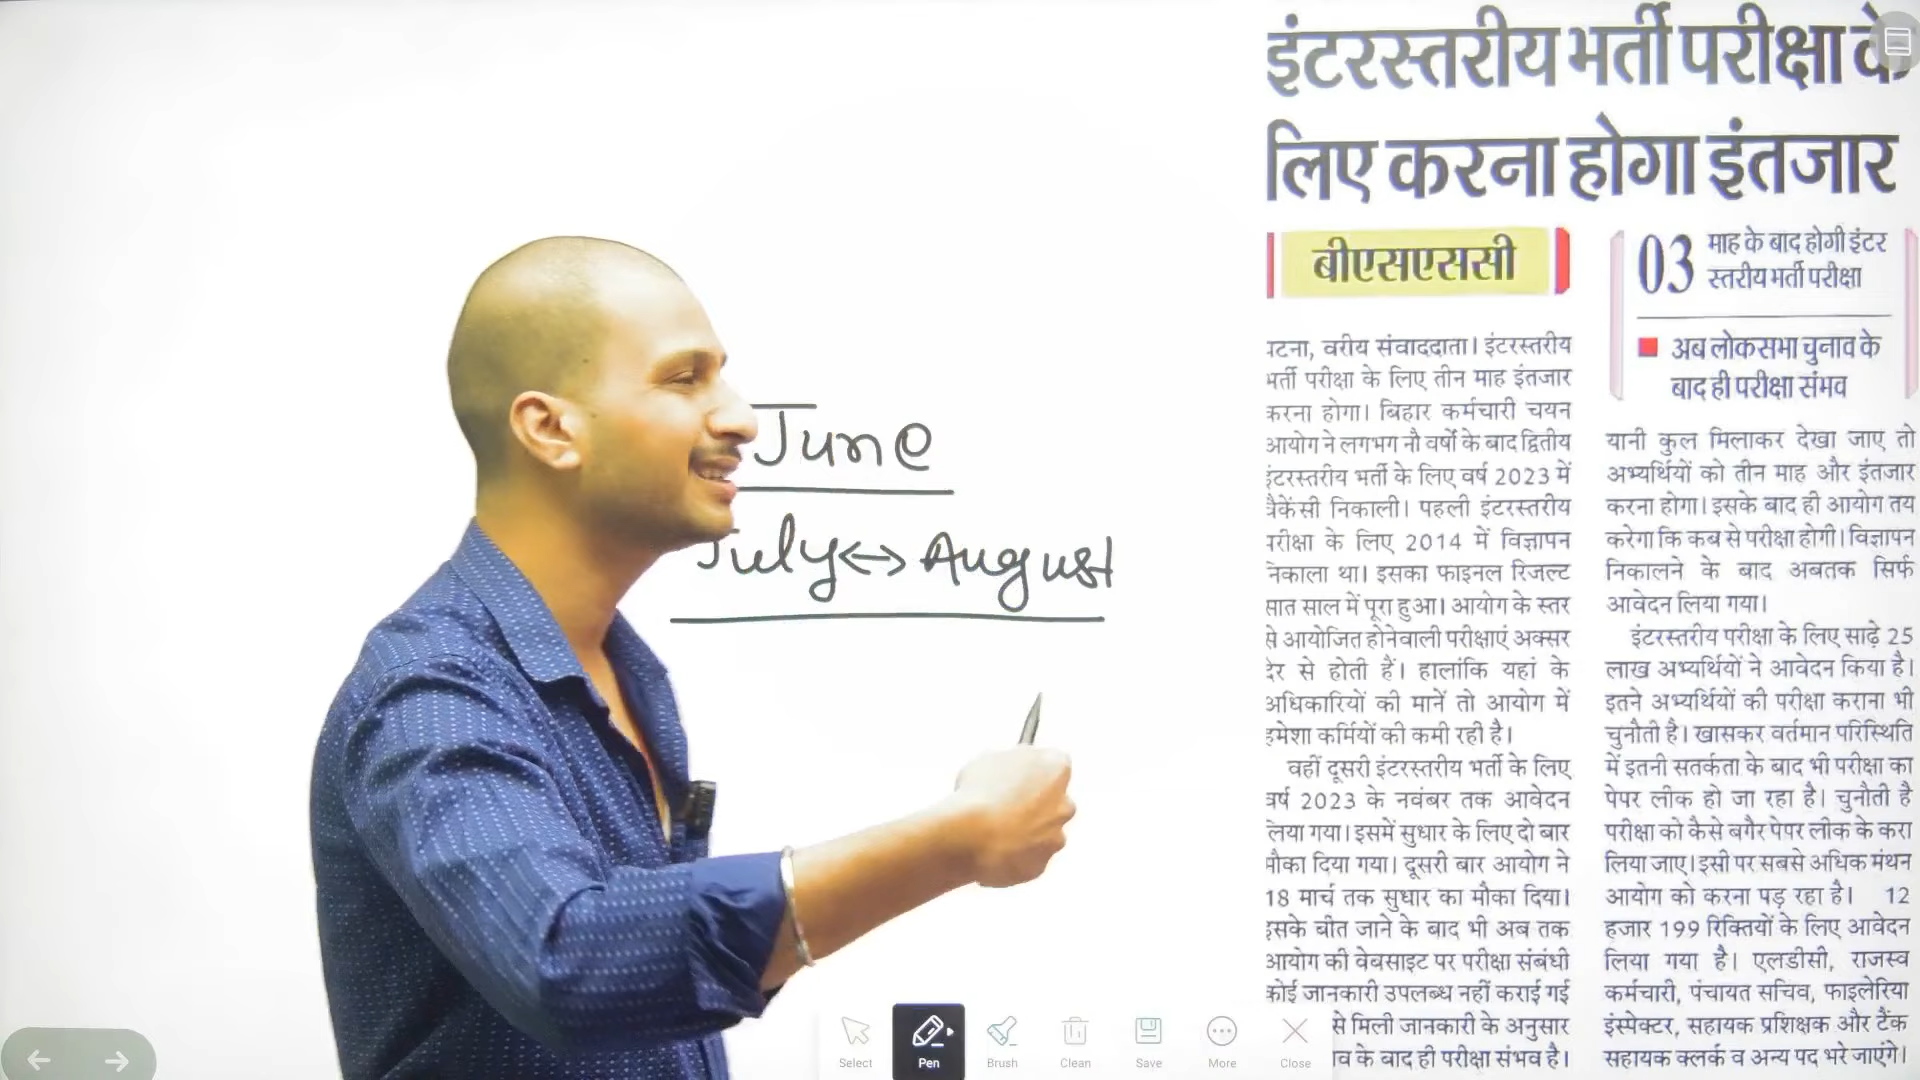 इंटरस्तरीय भर्ती परीक्षा के
लिए करना होगा इंतजार
बीएसएससी
03
माह के बाद होगी इंटर
स्तरीय भर्ती परीक्षा
अब लोकसभा चुनाव के
बाद ही परीक्षा संभव
वरीय संवाददाता। इंटरस्तरीय
परीक्षा के लिए तीन माह इंतजार
करना होगा। बिहार कर्मचारी चयन
आयोग ने लगभग नौ वर्षों के बाद द्वितीय
इंटरस्तरीय भर्ती के लिए वर्ष 2023 में
निकाली। पहली इंटरस्तरीय
के लिए 2014 में विज्ञापन
था। इसका फाइनल रिजल्ट
सात साल में पूरा हुआ। आयोग के स्तर
से आयोजित होनेवाली परीक्षाएं अक्सर
देर से होती हैं। हालांकि यहां के
अधिकारियों की मानें तो आयोग में
हमेशा कर्मियों की कमी रही है।
वहीं दूसरी इंटरस्तरीय भर्ती के लिए
वर्ष 2023 के नवंबर तक आवेदन
लिया गया। इसमें सुधार के लिए दो बार
मौका दिया गया। दूसरी बार आयोग ने
18 मार्च तक सुधार का मौका दिया।
इसके बीत जाने के बाद भी अब तक
आयोग की वेबसाइट पर परीक्षा संबंधी
कोई जानकारी उपलब्ध नहीं कराई गई
से मिली जानकारी के अनुसार
के बाद ही परीक्षा संभव है।
यानी कुल मिलाकर देखा जाए तो
अभ्यर्थियों को तीन माह और इंतजार
करना होगा। इसके बाद ही आयोग तय
करेगा कि कब से परीक्षा होगी। विज्ञापन
निकालने के बाद अबतक सिर्फ
आवेदन लिया गया।
इंटरस्तरीय परीक्षा के लिए साढ़े 25
लाख अभ्यर्थियों ने आवेदन किया है।
इतने अभ्यर्थियों की परीक्षा कराना भी
चुनौती है। खासकर वर्तमान परिस्थिति
में इतनी सतर्कता के बाद भी परीक्षा का
पेपर लीक हो जा रहा है। चुनौती है
परीक्षा को कैसे बगैर पेपर लीक के करा
लिया जाए। इसी पर सबसे अधिक मंथन
आयोग को करना पड़ रहा है। 12
हजार 199 रिक्तियों के लिए आवेदन
लिया गया है। एलडीसी, राजस्व
कर्मचारी, पंचायत सचिव, फाइलेरिया
इंस्पेक्टर, सहायक प्रशिक्षक और टैंक
सहायक क्लर्क व अन्य पद भरे जाएंगे।
June
July↔August
Select Pen Brush Clean Save More Close